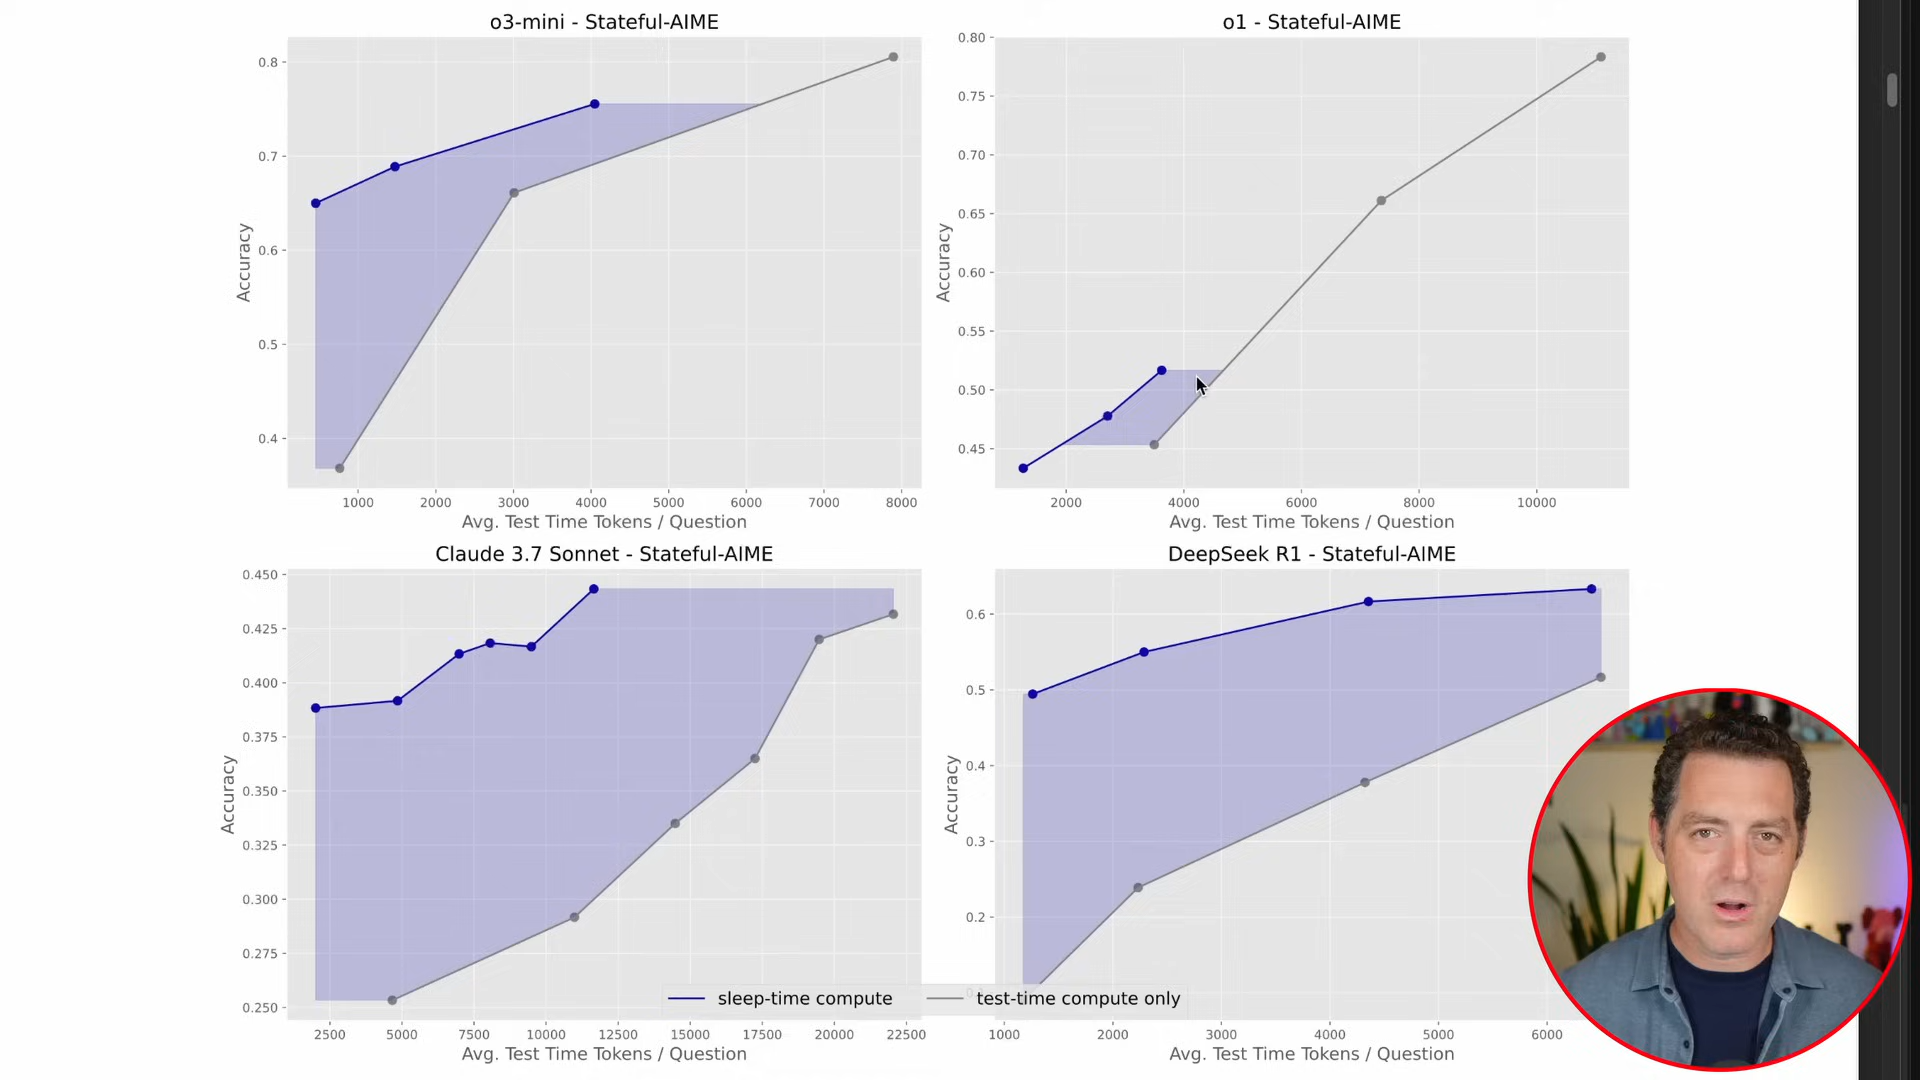 o3-mini - Stateful-AIME
0.8
0.7
0.6
0.5
0.4
Accuracy
1000 2000 3000 4000 5000 6000 7000 8000
Avg. Test Time Tokens / Question
o1 - Stateful-AIME
0.80
0.75
0.70
0.65
0.60
0.55
0.50
0.45
Accuracy
2000 4000 6000 8000 10000
Avg. Test Time Tokens / Question
Claude 3.7 Sonnet - Stateful-AIME
0.450
0.425
0.400
0.375
0.350
0.325
0.300
0.275
0.250
Accuracy
2500 5000 7500 10000 12500 15000 17500 20000 22500
Avg. Test Time Tokens / Question
DeepSeek R1 - Stateful-AIME
0.6
0.5
0.4
0.3
0.2
Accuracy
1000 2000 3000 4000 5000 6000
Avg. Test Time Tokens / Question
sleep-time compute test-time compute only